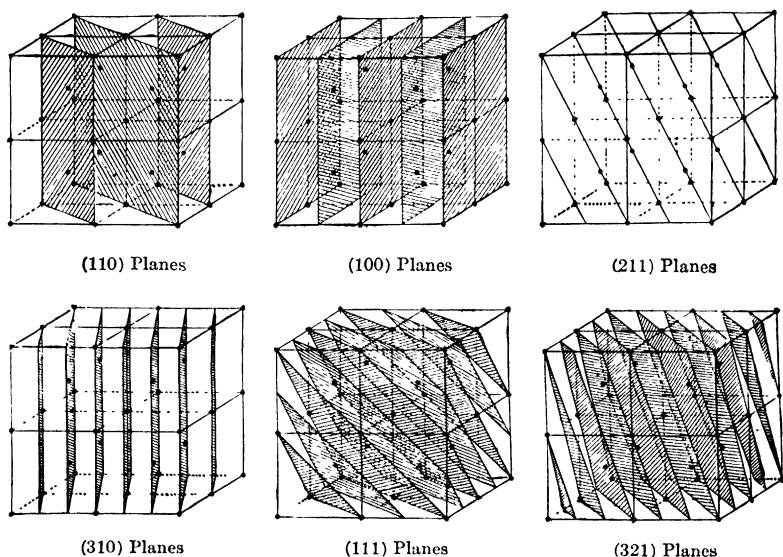 (110) Planes
(100) Planes
(211) Planes
(310) Planes
(111) Planes
(321) Planes